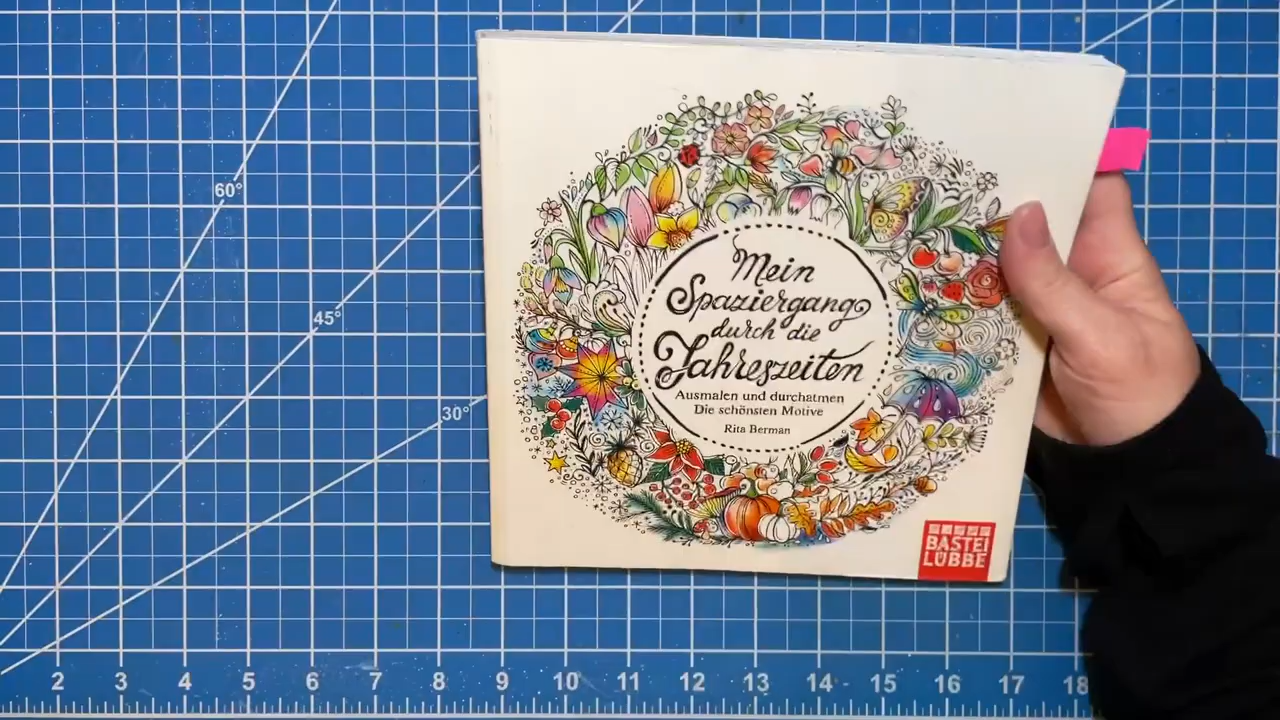 60°
45°
30°
Mein
Spaziergang
durch die
Jahreszeiten
Ausmalen und durchatmen
Die schönsten Motive
Rita Berman
BASTEI
LÜBBE
2 3 4 5 6 7 8 9 10 11 12 13 14 15 16 17 18